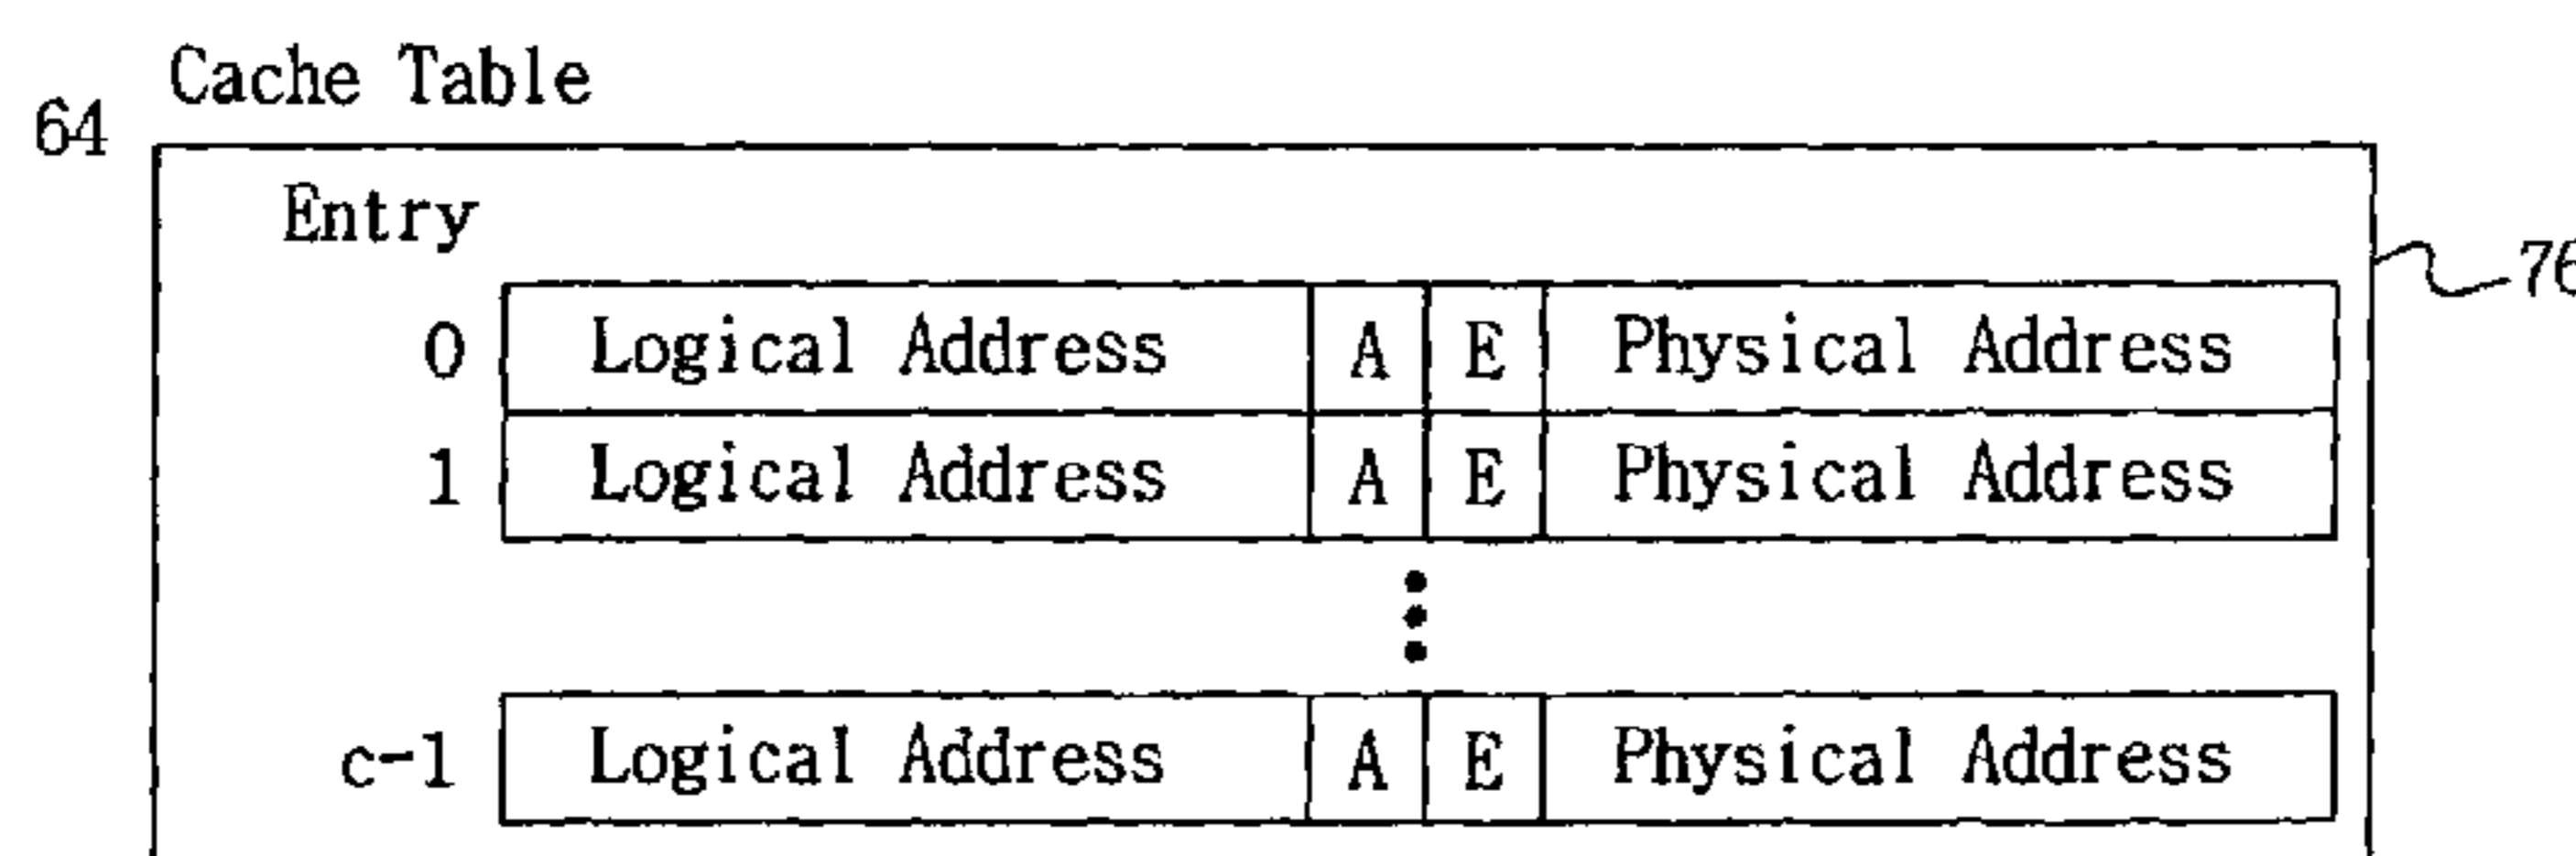 Cache Table
64
Entry
76
0 Logical Address A E Physical Address
1 Logical Address A E Physical Address
c-1 Logical Address A E Physical Address